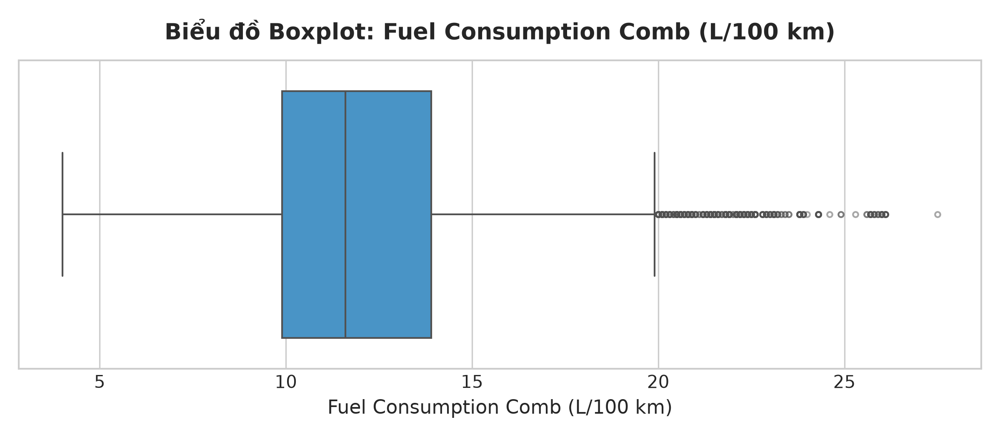 Biểu đồ Boxplot: Fuel Consumption Comb (L/100 km)
5 10 15 20 25
Fuel Consumption Comb (L/100 km)